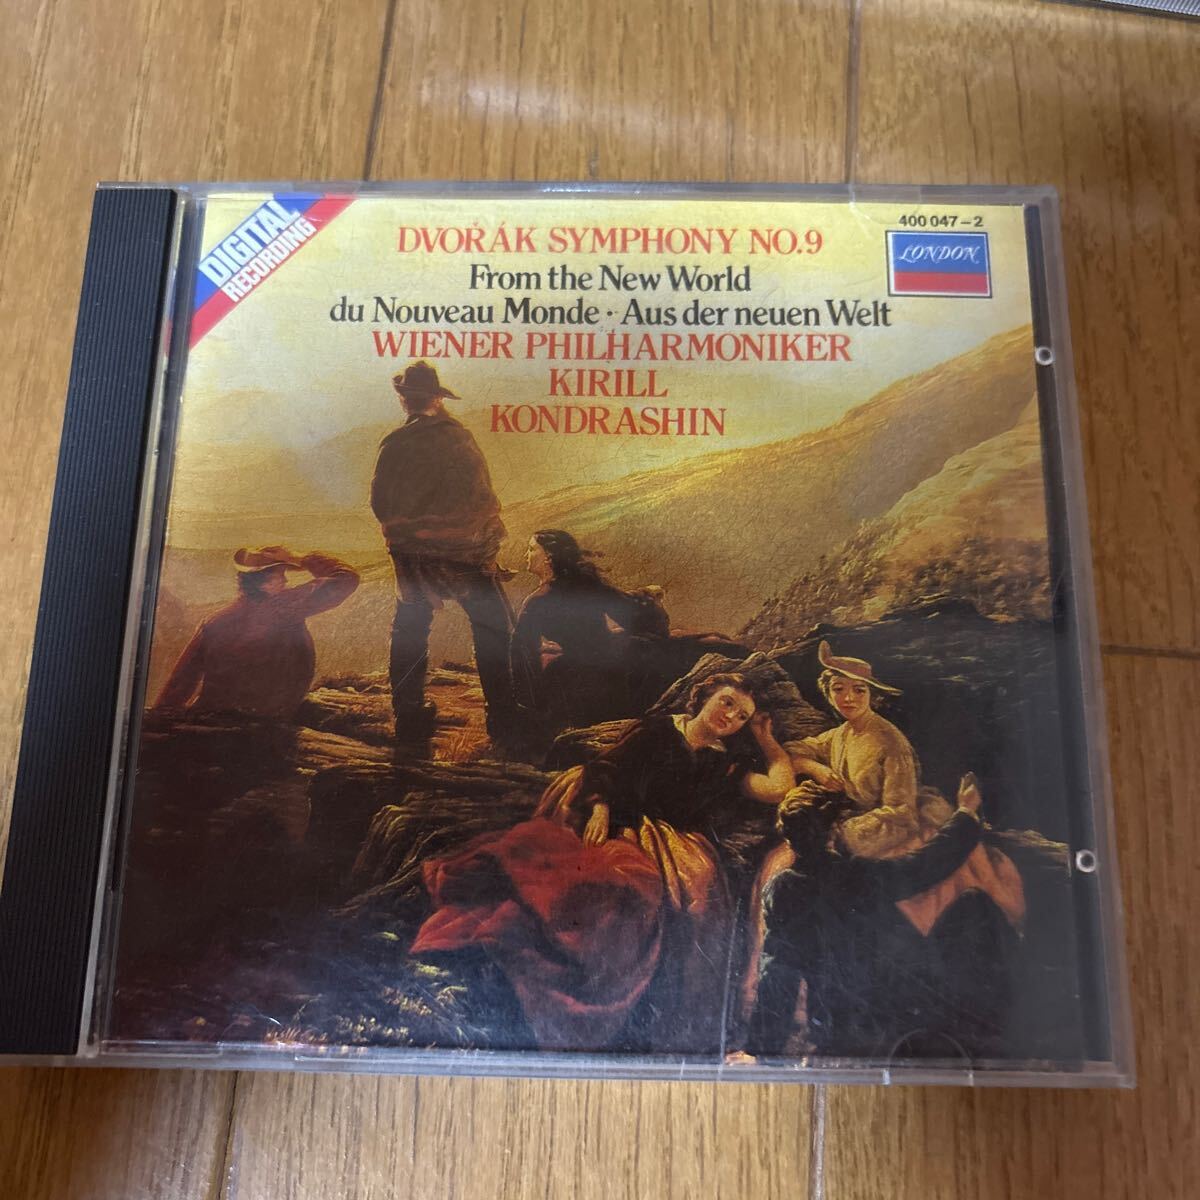 DIGITAL
RECORDING
400 047-2
LONDON
DVOŘÁK SYMPHONY NO.9
From the New World
du Nouveau Monde · Aus der neuen Welt
WIENER PHILHARMONIKER
KIRILL
KONDRASHIN